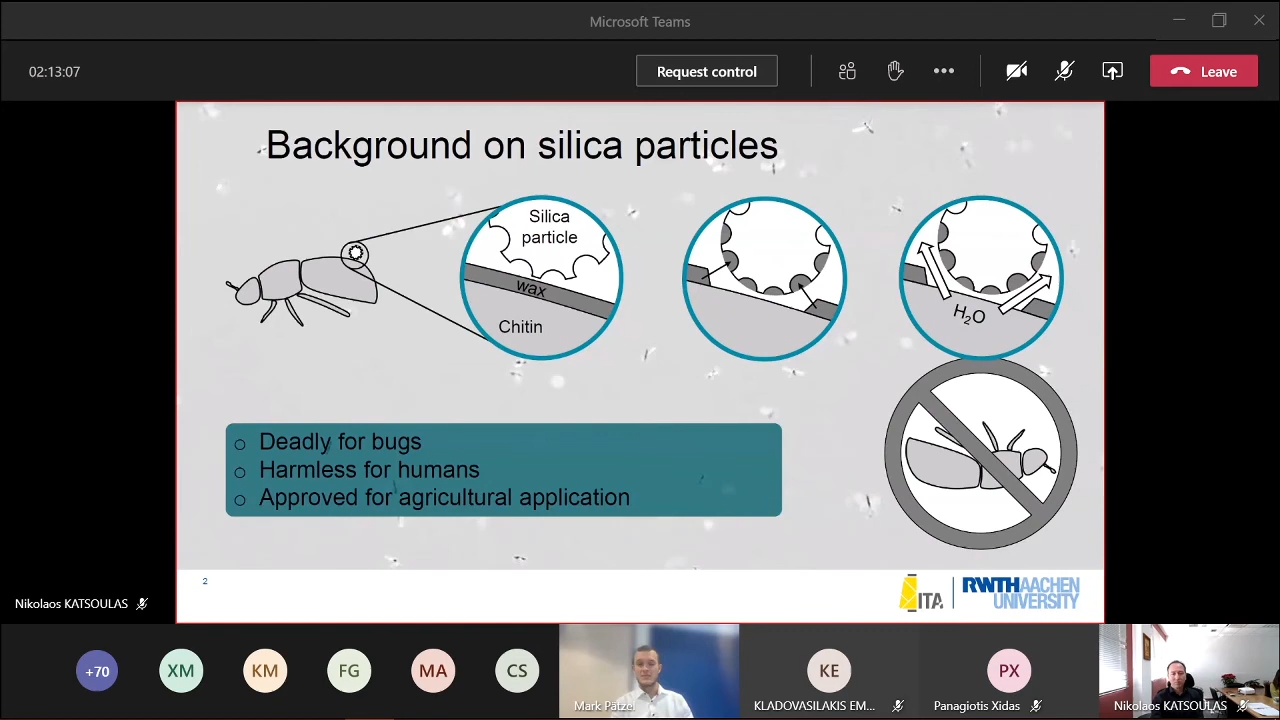 Microsoft Teams
02:13:07
Request control
Leave
Background on silica particles
Silica
particle
wax
Chitin
H₂O
Deadly for bugs
Harmless for humans
Approved for agricultural application
2
ITA
RWTHAACHEN
UNIVERSITY
Nikolaos KATSOULAS
+70
XM
KM
FG
MA
CS
Mark Pätzel
KE
KLADOVASILAKIS EM...
PX
Panagiotis Xidas
Nikolaos KATSOULAS